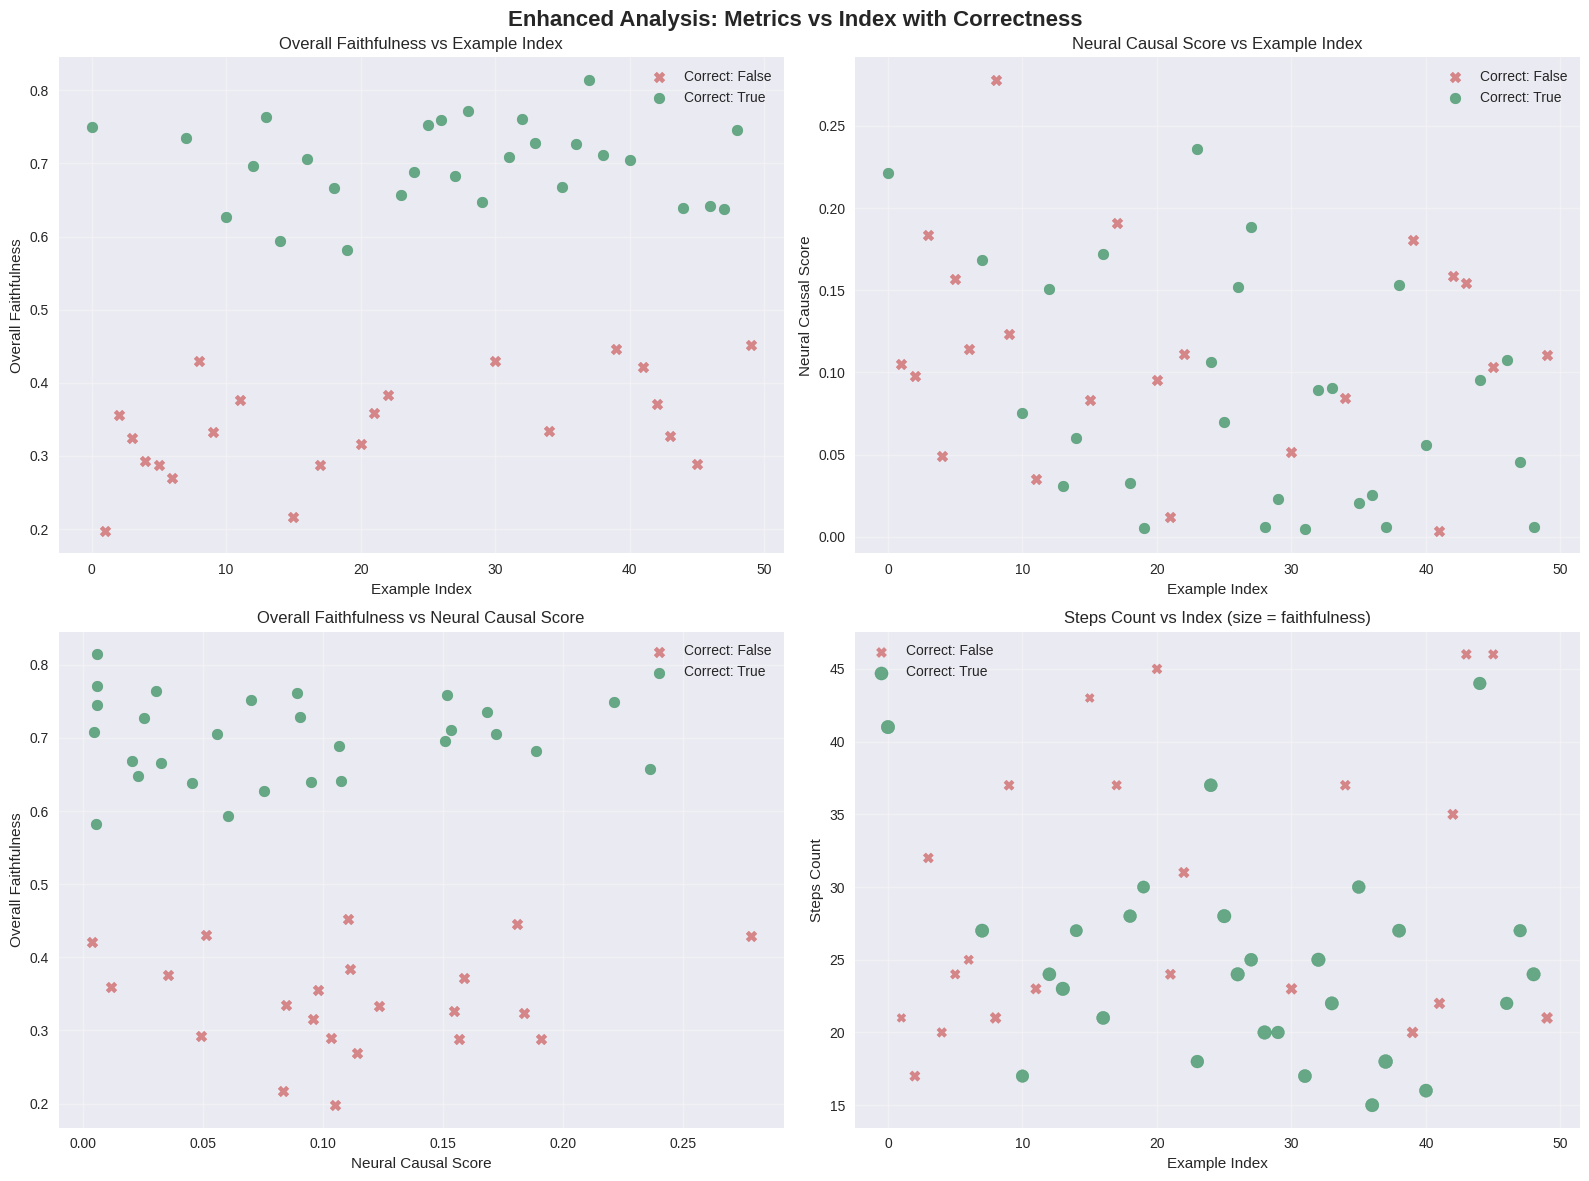 Enhanced Analysis: Metrics vs Index with Correctness
Overall Faithfulness vs Example Index
Correct: False
Correct: True
0.8
0.7
0.6
0.5
0.4
0.3
0.2
Overall Faithfulness
0 10 20 30 40 50
Example Index
Neural Causal Score vs Example Index
Correct: False
Correct: True
0.25
0.20
0.15
0.10
0.05
0.00
Neural Causal Score
0 10 20 30 40 50
Example Index
Overall Faithfulness vs Neural Causal Score
Correct: False
Correct: True
0.8
0.7
0.6
0.5
0.4
0.3
0.2
Overall Faithfulness
0.00 0.05 0.10 0.15 0.20 0.25
Neural Causal Score
Steps Count vs Index (size = faithfulness)
Correct: False
Correct: True
45
40
35
30
25
20
15
Steps Count
0 10 20 30 40 50
Example Index